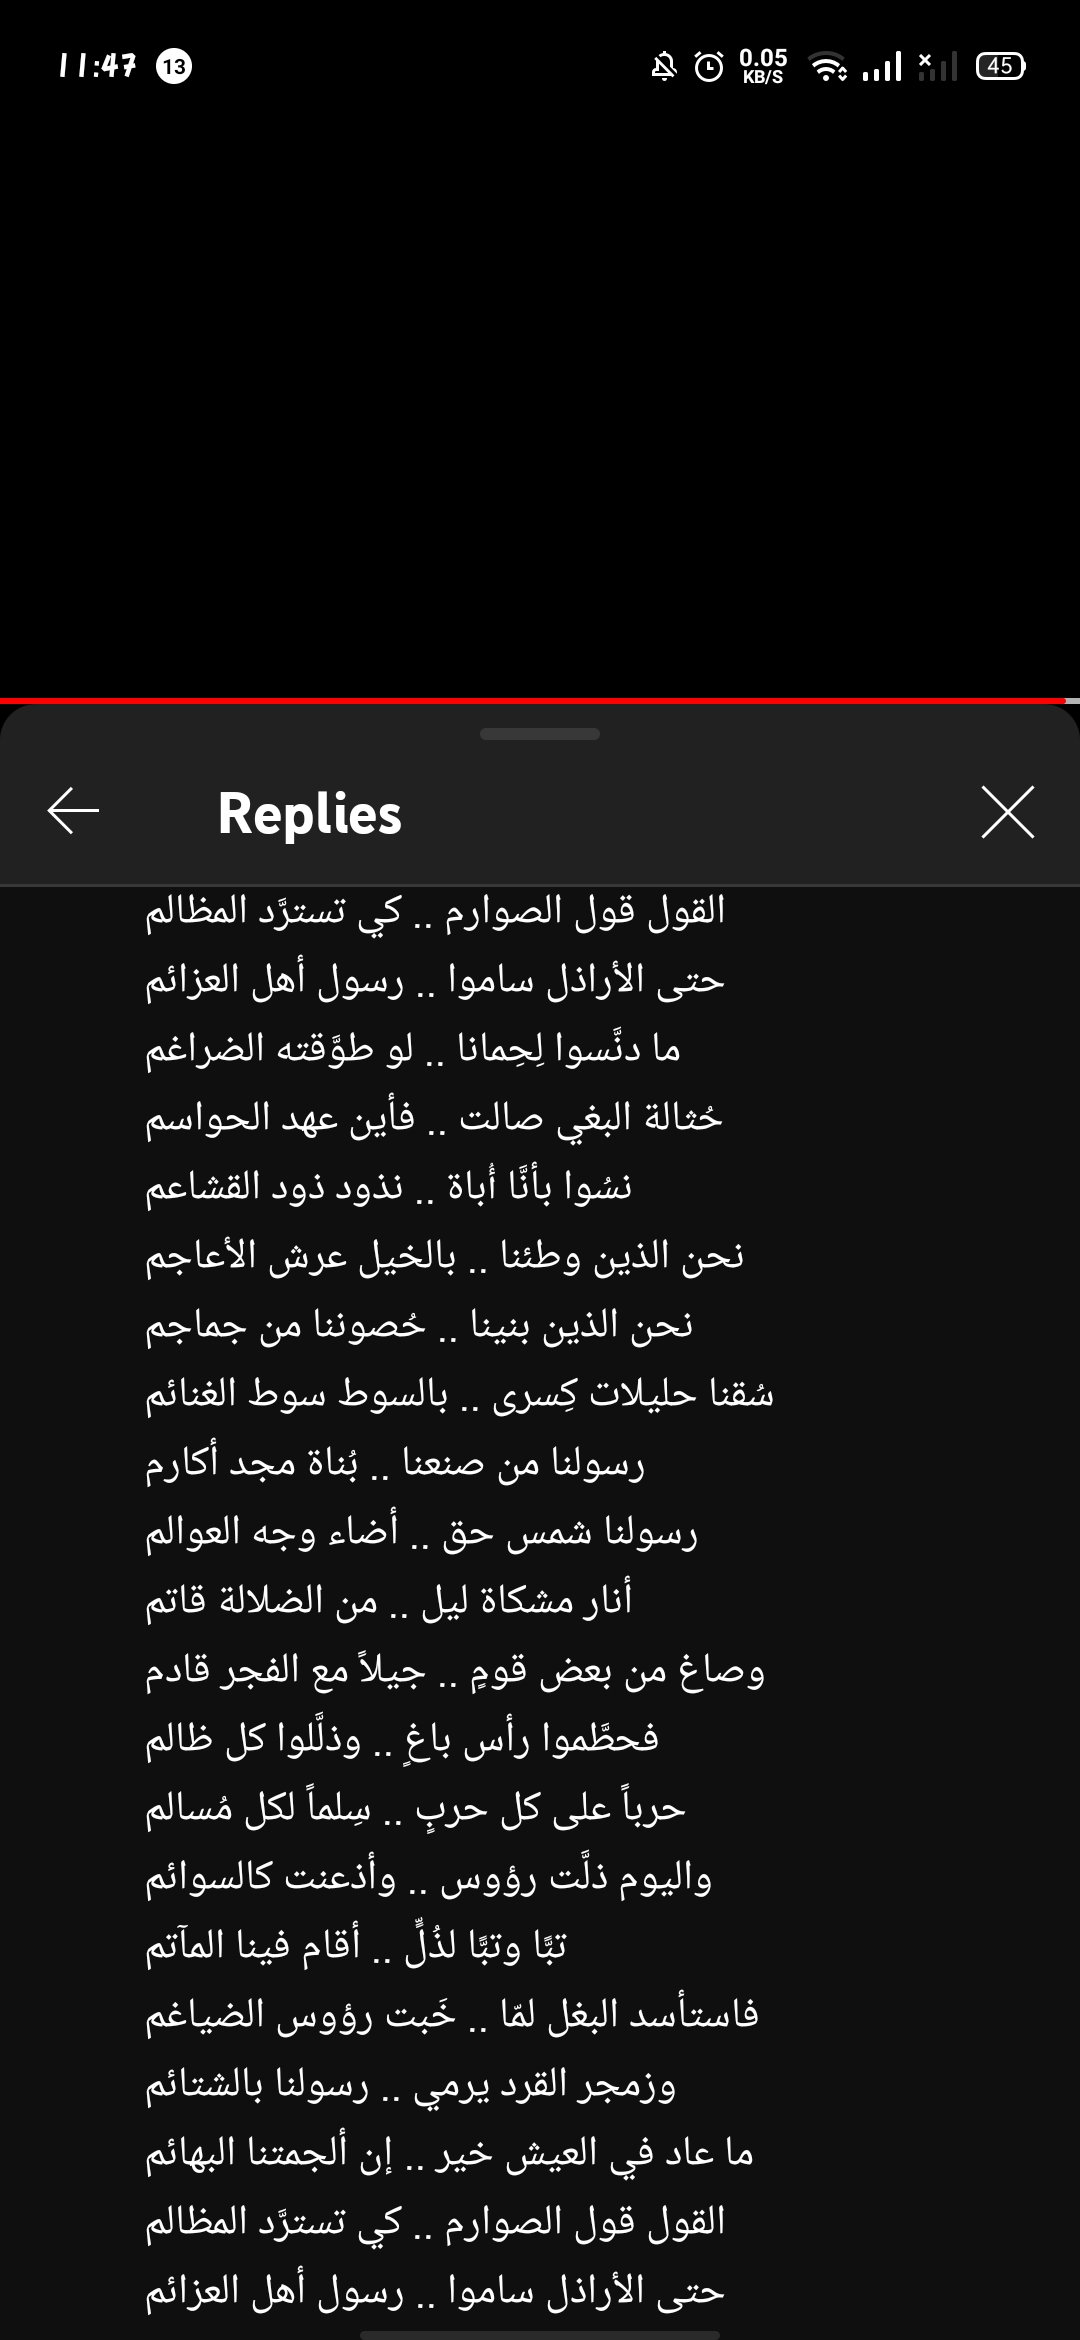 11:47 13 0.05 KB/S 45
Replies
القول قول الصوارم .. كي تسترَّد المظالم
حتى الأراذل ساموا .. رسول أهل العزائم
ما دنَّسوا لِحِمانا .. لو طوَّقته الضراغم
حُثالة البغي صالت .. فأين عهد الحواسم
نسُوا بأنَّا أُباة .. نذود ذود القشاعم
نحن الذين وطئنا .. بالخيل عرش الأعاجم
نحن الذين بنينا .. حُصوننا من جماجم
سُقنا حليلات كِسرى .. بالسوط سوط الغنائم
رسولنا من صنعنا .. بُناة مجد أكارم
رسولنا شمس حق .. أضاء وجه العوالم
أنار مشكاة ليل .. من الضلالة قاتم
وصاغ من بعض قومٍ .. جيلاً مع الفجر قادم
فحطَّموا رأس باغٍ .. وذلَّلوا كل ظالم
حرباً على كل حربٍ .. سِلماً لكل مُسالم
واليوم ذلَّت رؤوس .. وأذعنت كالسوائم
تبًّا وتبًّا لذُلٍّ .. أقام فينا المآتم
فاستأسد البغل لمّا .. خَبت رؤوس الضياغم
وزمجر القرد يرمي .. رسولنا بالشتائم
ما عاد في العيش خير .. إن ألجمتنا البهائم
القول قول الصوارم .. كي تسترَّد المظالم
حتى الأراذل ساموا .. رسول أهل العزائم